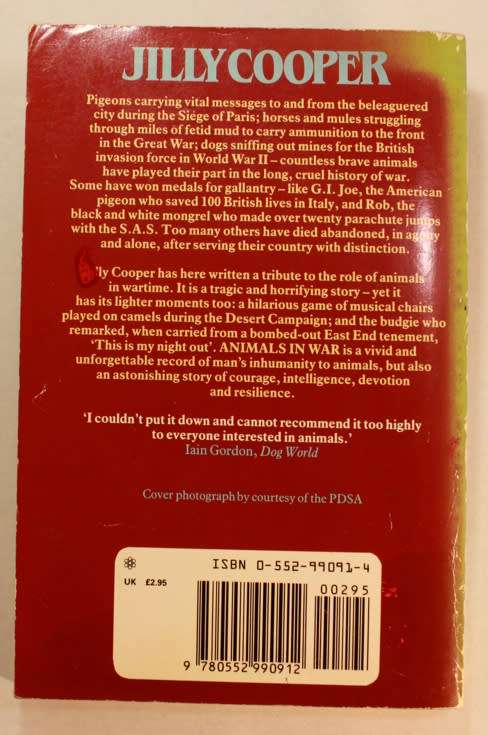 JILLY COOPER
Pigeons carrying vital messages to and from the beleaguered
city during the Siége of Paris; horses and mules struggling
through miles of fetid mud to carry ammunition to the front
in the Great War; dogs sniffing out mines for the British
invasion force in World War II – countless brave animals
have played their part in the long, cruel history of war.
Some have won medals for gallantry – like G.I. Joe, the American
pigeon who saved 100 British lives in Italy, and Rob, the
black and white mongrel who made over twenty parachute jumps
with the S.A.S. Too many others have died abandoned, in agony
and alone, after serving their country with distinction.
lly Cooper has here written a tribute to the role of animals
in wartime. It is a tragic and horrifying story – yet it
has its lighter moments too: a hilarious game of musical chairs
played on camels during the Desert Campaign; and the budgie who
remarked, when carried from a bombed-out East End tenement,
‘This is my night out’. ANIMALS IN WAR is a vivid and
unforgettable record of man's inhumanity to animals, but also
an astonishing story of courage, intelligence, devotion
and resilience.
‘I couldn't put it down and cannot recommend it too highly
to everyone interested in animals.’
Iain Gordon, Dog World
Cover photograph by courtesy of the PDSA
ISBN 0-552-99091-4
UK £2.95
00295
9 780552 990912